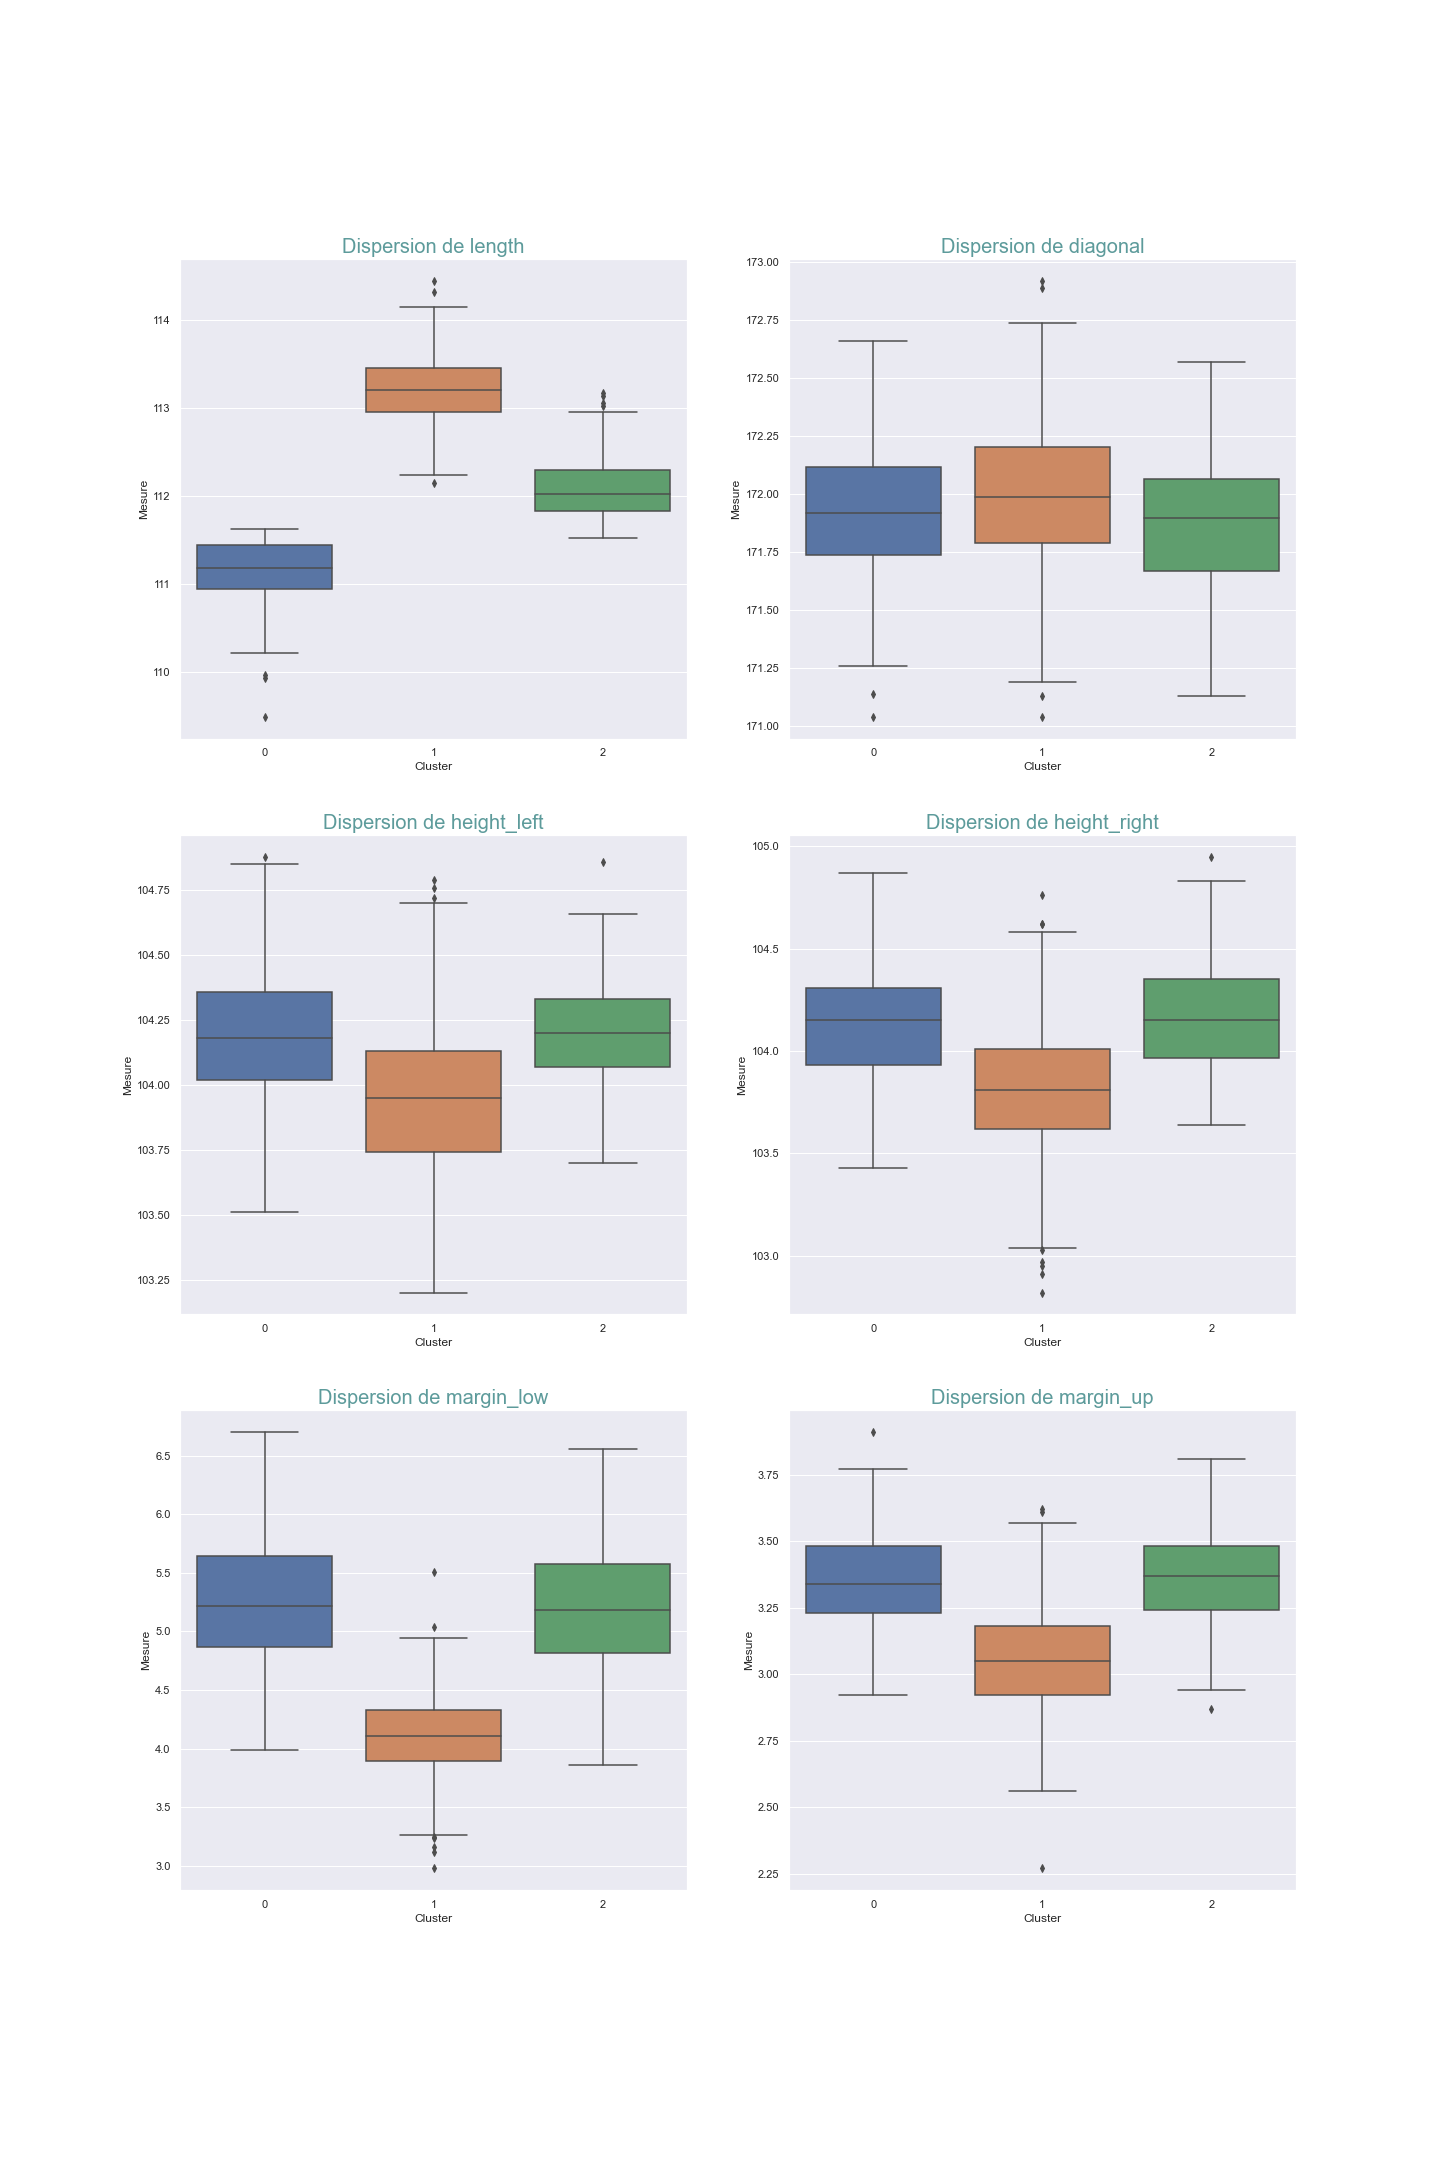 Dispersion de length
Mesure
114
113
112
111
110
0 1 2
Cluster
Dispersion de diagonal
Mesure
173.00
172.75
172.50
172.25
172.00
171.75
171.50
171.25
171.00
0 1 2
Cluster
Dispersion de height_left
Mesure
104.75
104.50
104.25
104.00
103.75
103.50
103.25
0 1 2
Cluster
Dispersion de height_right
Mesure
105.0
104.5
104.0
103.5
103.0
0 1 2
Cluster
Dispersion de margin_low
Mesure
6.5
6.0
5.5
5.0
4.5
4.0
3.5
3.0
0 1 2
Cluster
Dispersion de margin_up
Mesure
3.75
3.50
3.25
3.00
2.75
2.50
2.25
0 1 2
Cluster